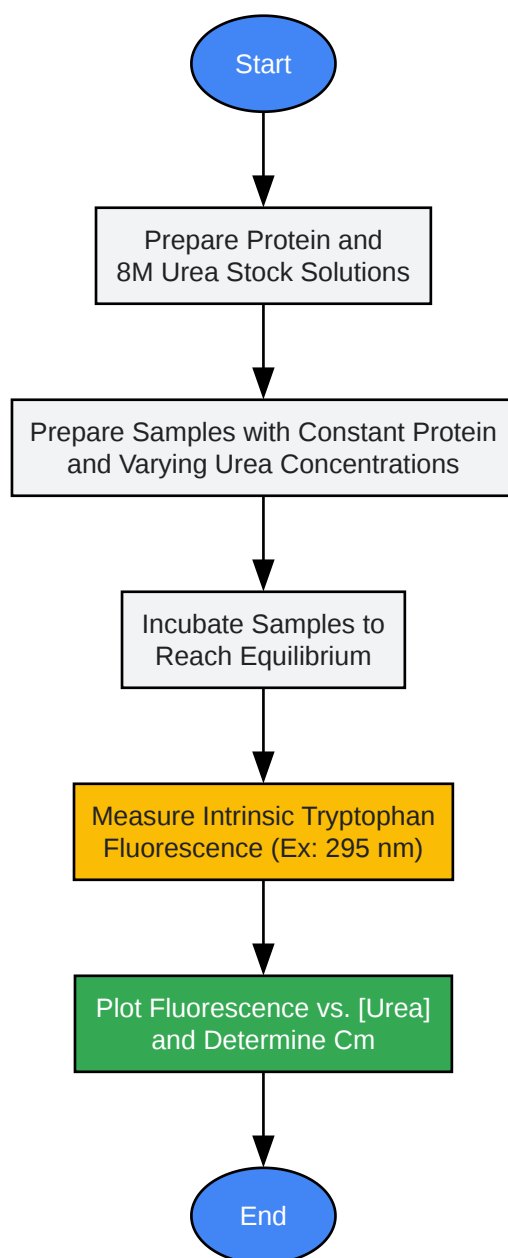 Start
Prepare Protein and
8M Urea Stock Solutions
Prepare Samples with Constant Protein
and Varying Urea Concentrations
Incubate Samples to
Reach Equilibrium
Measure Intrinsic Tryptophan
Fluorescence (Ex: 295 nm)
Plot Fluorescence vs. [Urea]
and Determine Cm
End